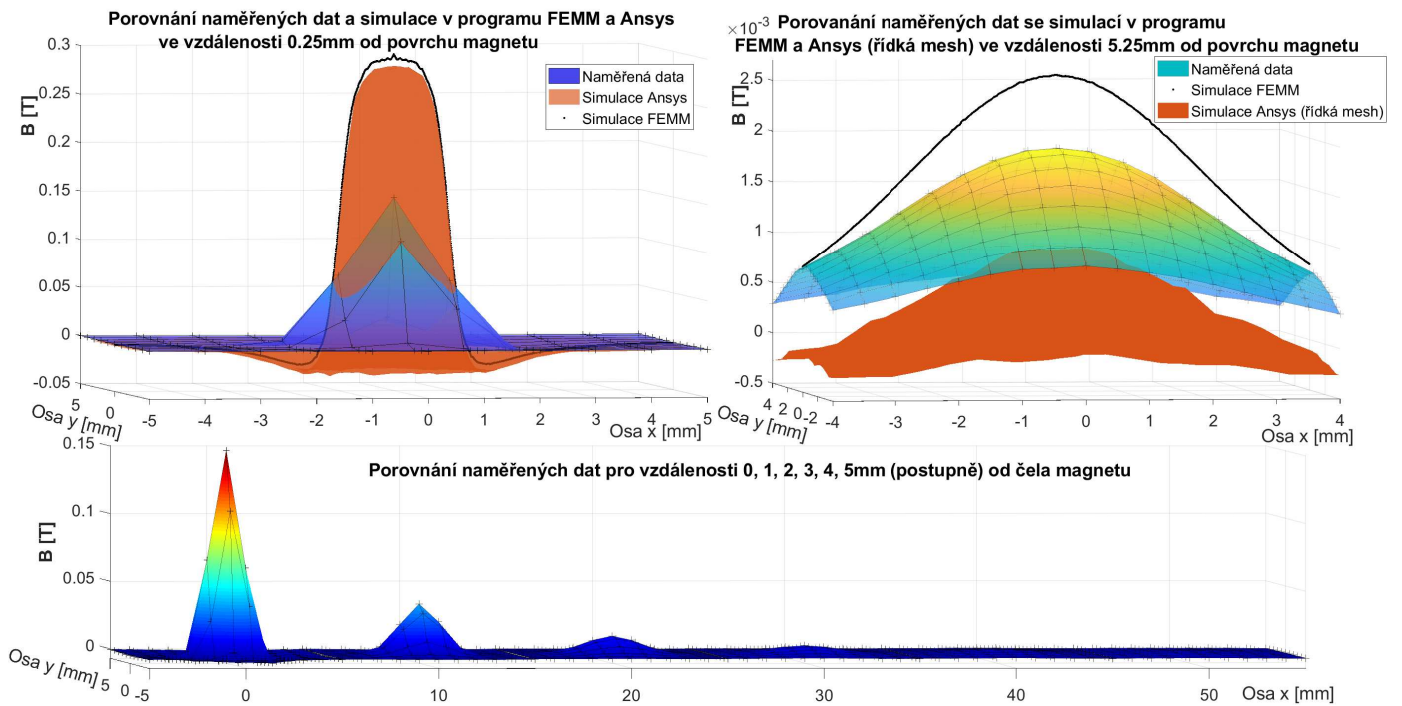 Porovnání naměřených dat a simulace v programu FEMM a Ansys
ve vzdálenosti 0.25mm od povrchu magnetu
0.3
0.25
0.2
0.15
0.1
0.05
0
-0.05
B [T]
Naměřená data
Simulace Ansys
Simulace FEMM
5
0
-5
Osa y [mm]
-5 -4 -3 -2 -1 0 1 2 3 4 5
Osa x [mm]
×10-3
Porovanání naměřených dat se simulací v programu
FEMM a Ansys (řídká mesh) ve vzdálenosti 5.25mm od povrchu magnetu
2.5
2
1.5
1
0.5
0
-0.5
B [T]
Naměřená data
Simulace FEMM
Simulace Ansys (řídká mesh)
4 2 0 -2 -4
Osa y [mm]
-4 -3 -2 -1 0 1 2 3 4
Osa x [mm]
Porovnání naměřených dat pro vzdálenosti 0, 1, 2, 3, 4, 5mm (postupně) od čela magnetu
0.15
0.1
0.05
0
B [T]
Osa y [mm]
5 0 -5
0 10 20 30 40 50
Osa x [mm]